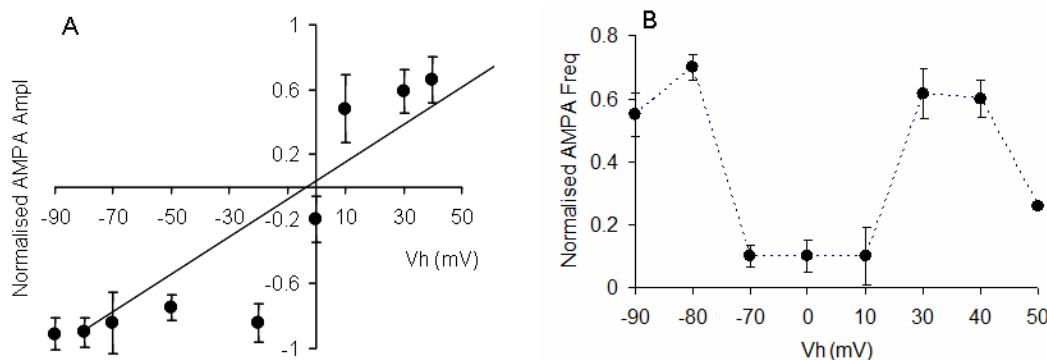 A
Normalised AMPA Ampl
1
0.6
0.2
-0.2
-0.6
-1
-90 -70 -50 -30 10 30 50
Vh (mV)
B
Normalised AMPA Freq
0.8
0.6
0.4
0.2
0
-90 -80 -70 0 10 30 40 50
Vh (mV)